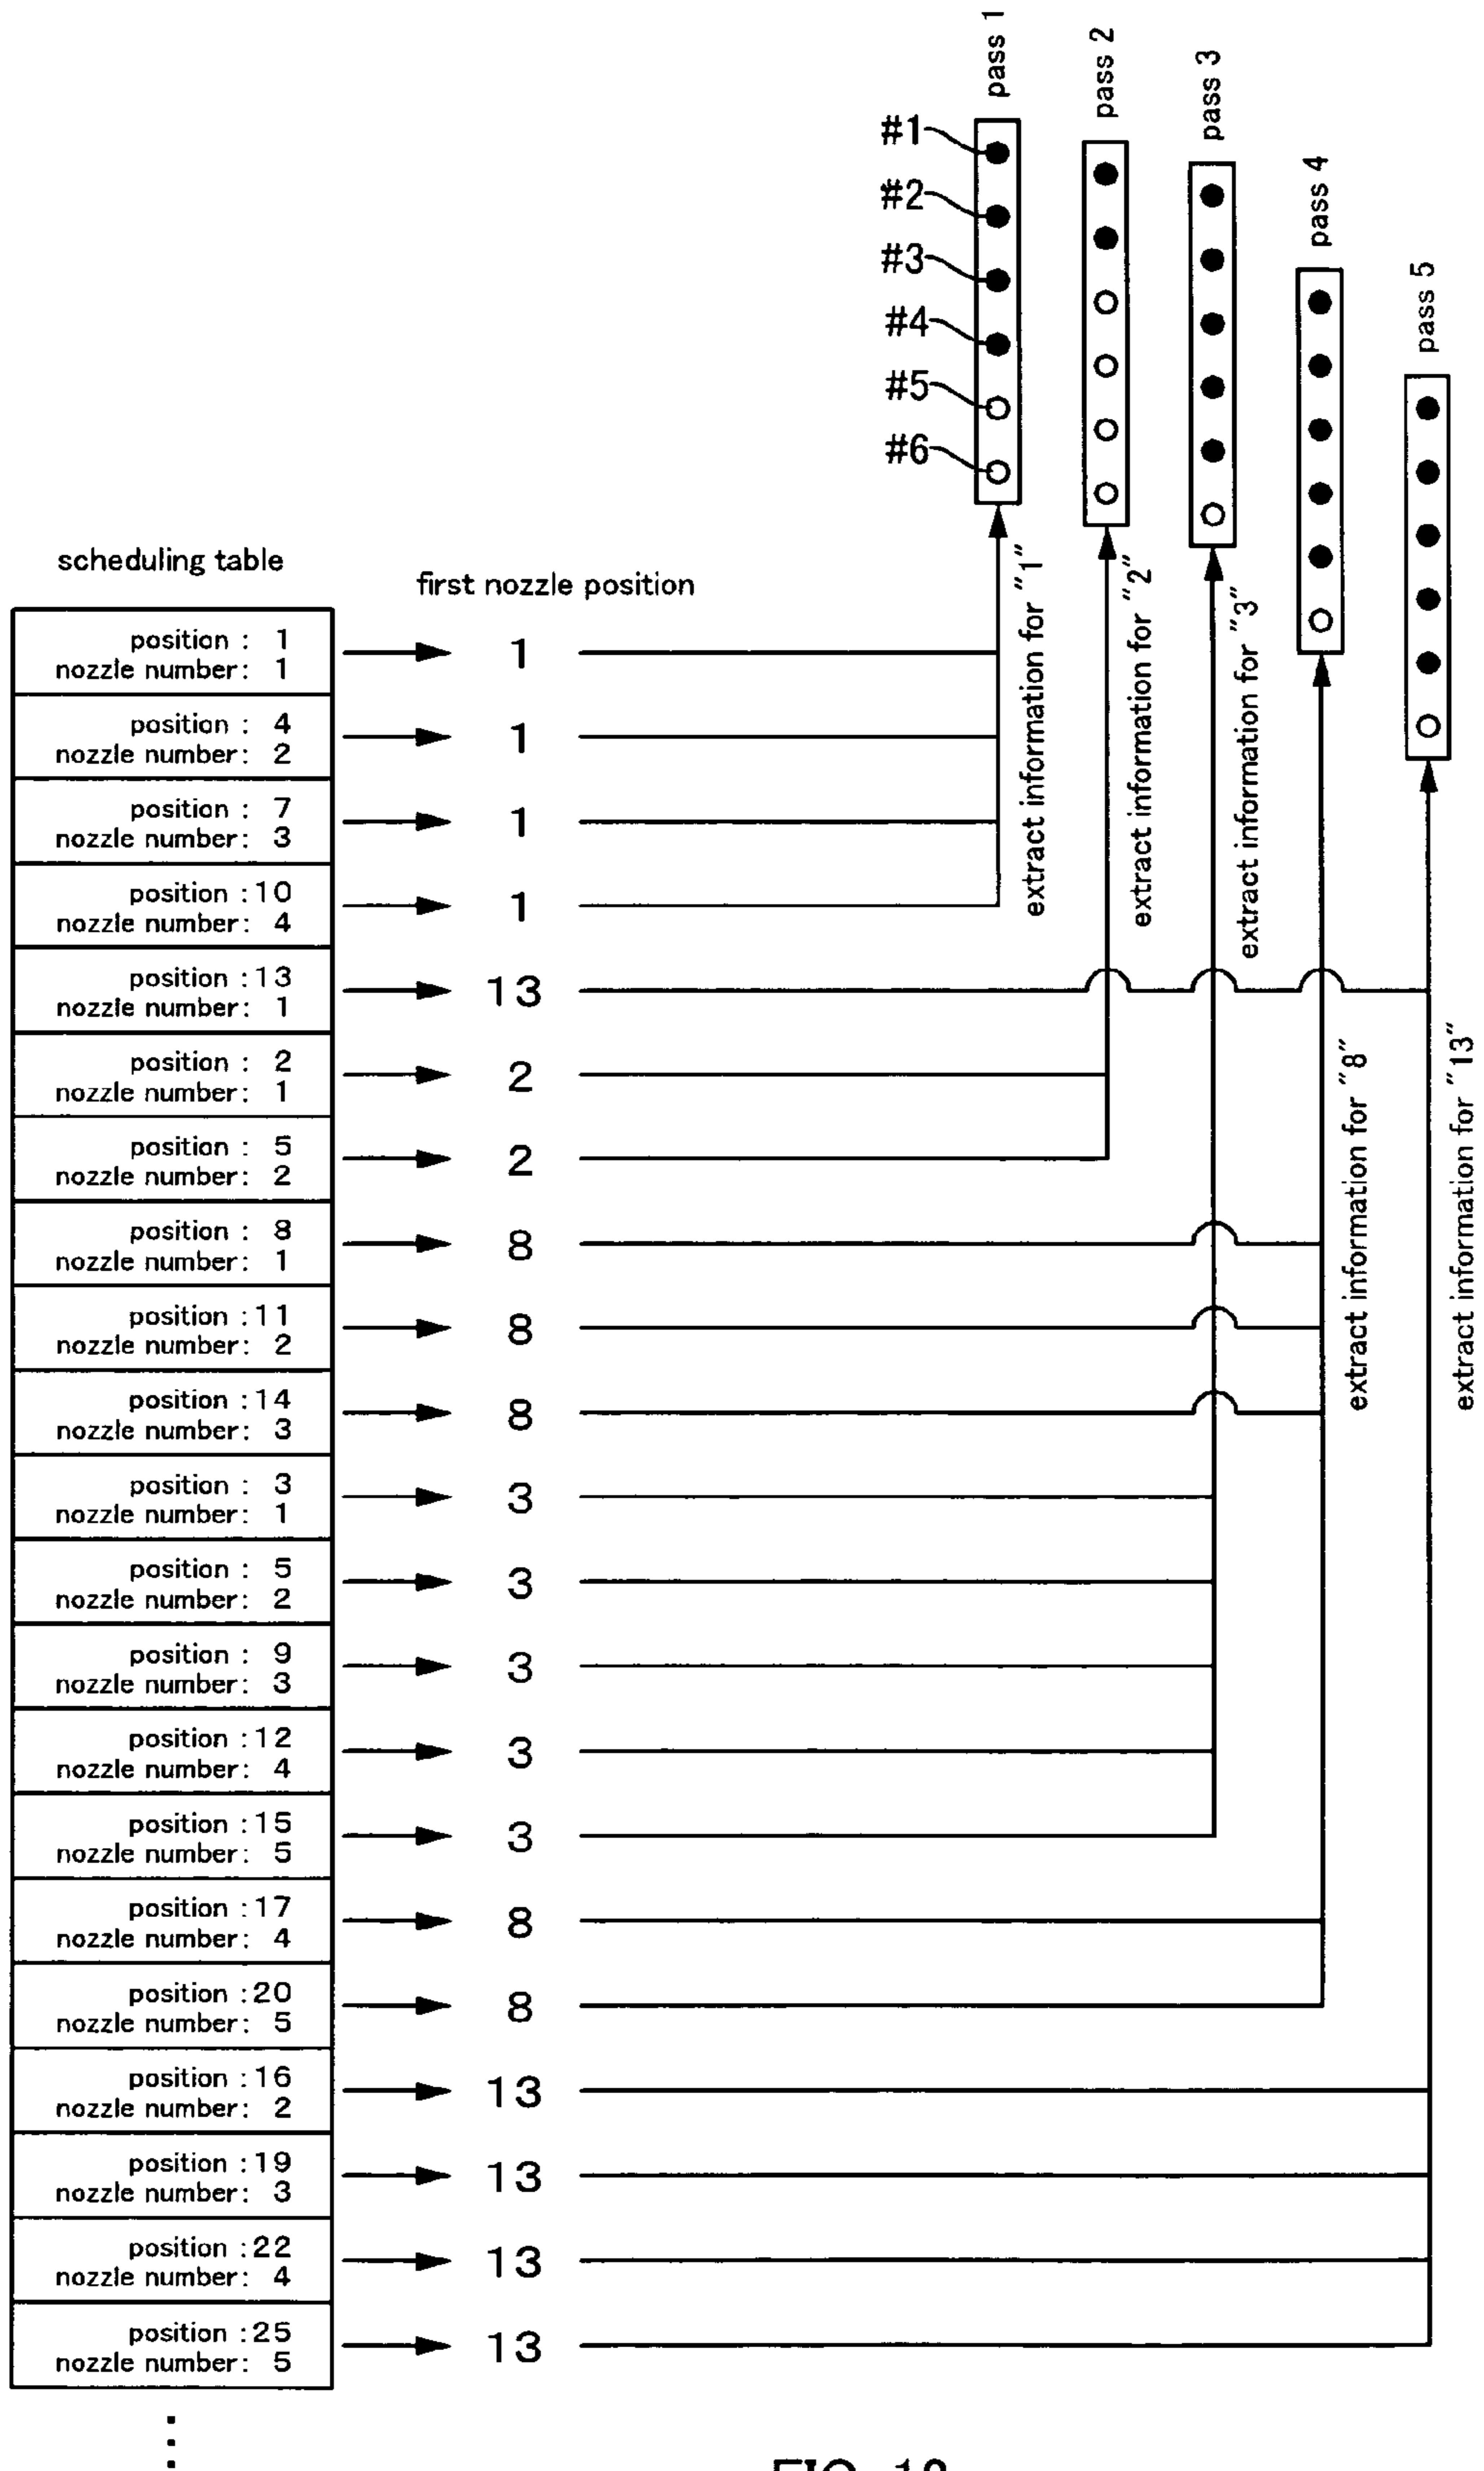 pass 1
pass 2
pass 3
pass 4
pass 5
#1
#2
#3
#4
#5
#6
extract information for "1"
extract information for "2"
extract information for "3"
extract information for "8"
extract information for "13"
scheduling table
first nozzle position
position : 1
nozzle number: 1
1
position : 4
nozzle number: 2
1
position : 7
nozzle number: 3
1
position :10
nozzle number: 4
1
position :13
nozzle number: 1
13
position : 2
nozzle number: 1
2
position : 5
nozzle number: 2
2
position : 8
nozzle number: 1
8
position :11
nozzle number: 2
8
position :14
nozzle number: 3
8
position : 3
nozzle number: 1
3
position : 5
nozzle number: 2
3
position : 9
nozzle number: 3
3
position :12
nozzle number: 4
3
position :15
nozzle number: 5
3
position :17
nozzle number: 4
8
position :20
nozzle number: 5
8
position :16
nozzle number: 2
13
position :19
nozzle number: 3
13
position :22
nozzle number: 4
13
position :25
nozzle number: 5
13